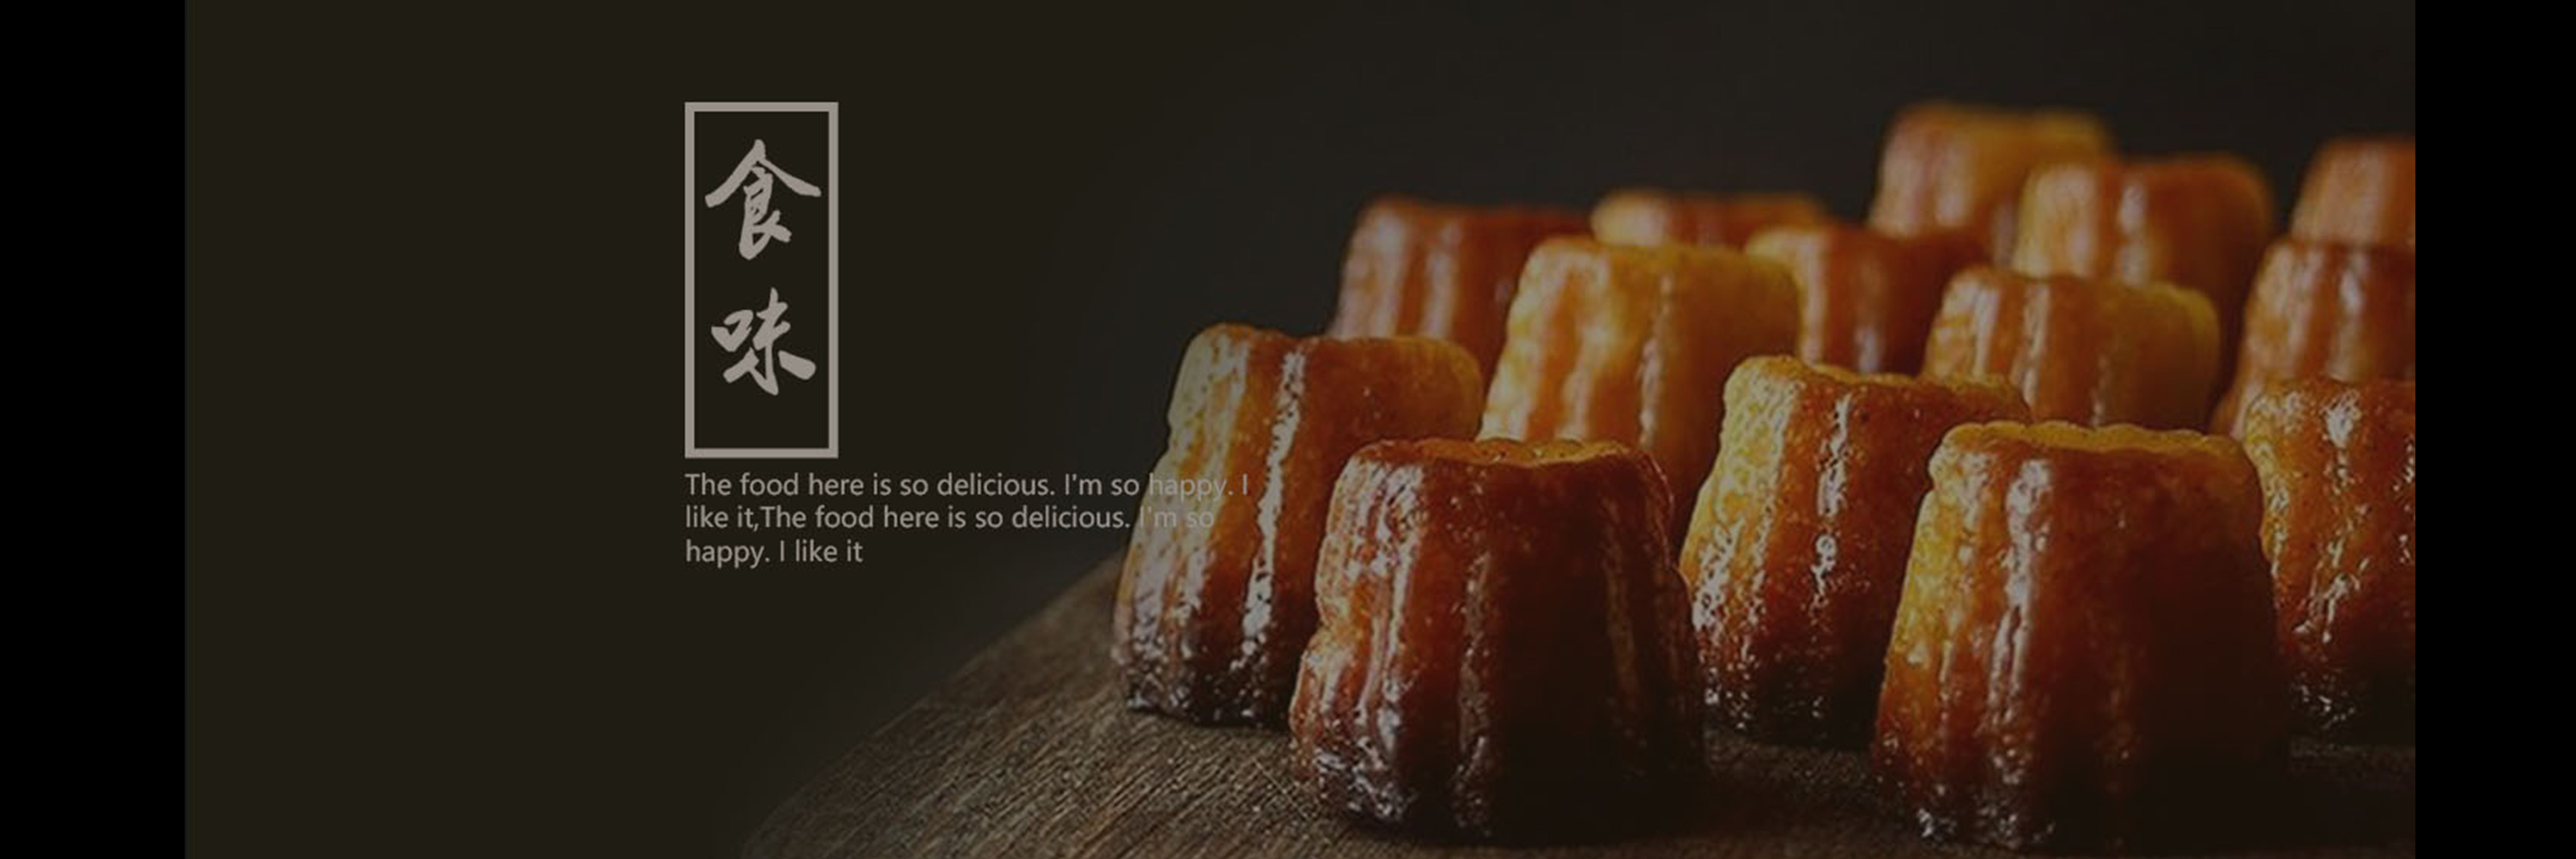 食
味
The food here is so delicious. I'm so happy. I
like it,The food here is so delicious. I'm so
happy. I like it